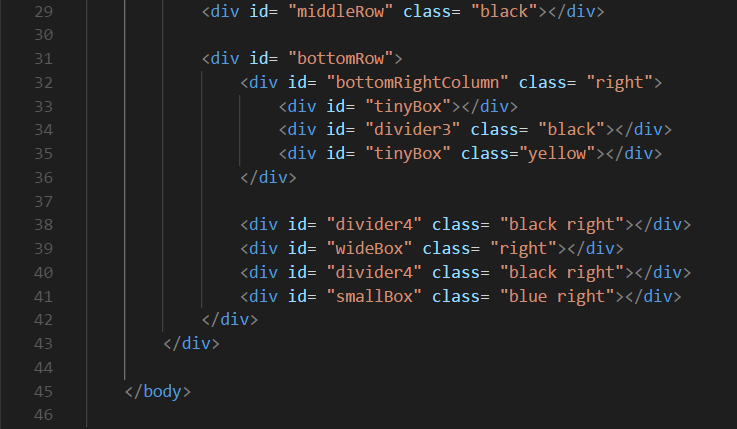 29 <div id= "middleRow" class= "black"></div>
30
31 <div id= "bottomRow">
32 <div id= "bottomRightColumn" class= "right">
33 <div id= "tinyBox"></div>
34 <div id= "divider3" class= "black"></div>
35 <div id= "tinyBox" class="yellow"></div>
36 </div>
37
38 <div id= "divider4" class= "black right"></div>
39 <div id= "wideBox" class= "right"></div>
40 <div id= "divider4" class= "black right"></div>
41 <div id= "smallBox" class= "blue right"></div>
42 </div>
43 </div>
44
45 </body>
46